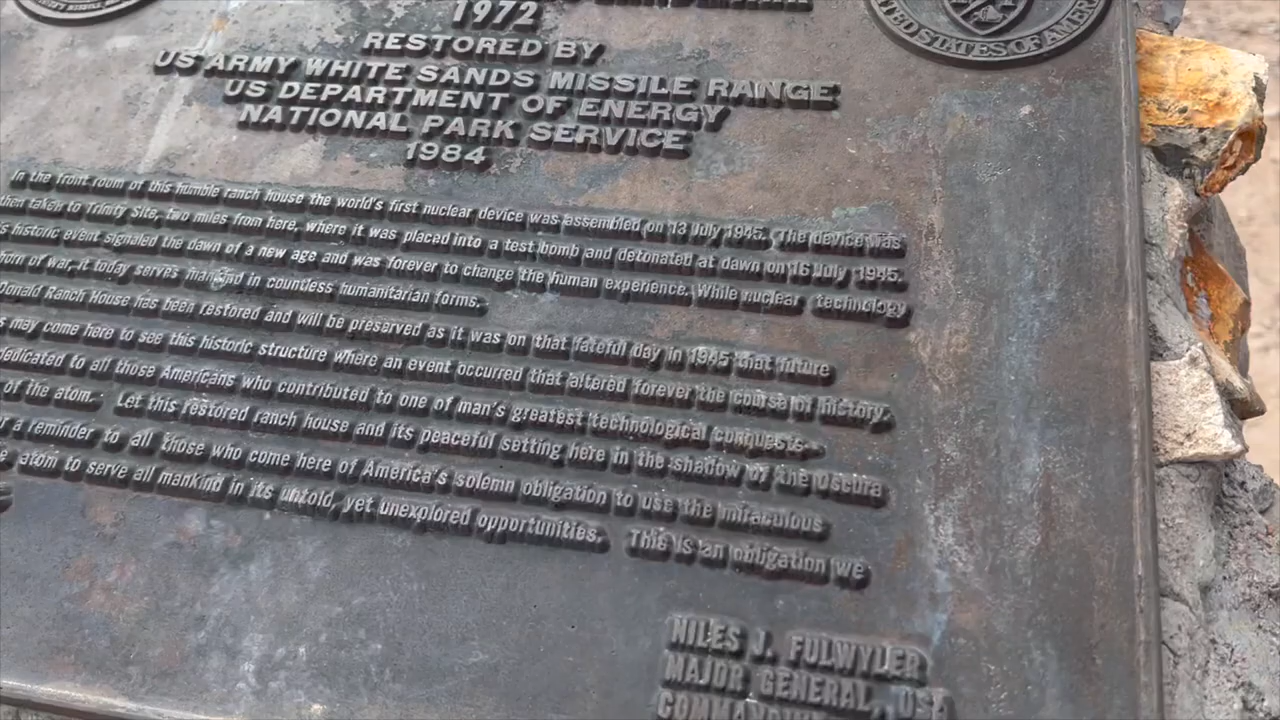 1972
RESTORED BY
US ARMY WHITE SANDS MISSILE RANGE
US DEPARTMENT OF ENERGY
NATIONAL PARK SERVICE
1984
UNITED STATES OF AMERICA
In the front room of this humble ranch house the world's first nuclear device was assembled on 13 July 1945. The device was
then taken to Trinity Site, two miles from here, where it was placed into a test bomb and detonated at dawn on 16 July 1945.
historic event signaled the dawn of a new age and was forever to change the human experience. While nuclear technology
born of war, it today serves mankind in countless humanitarian forms.
Donald Ranch House has been restored and will be preserved as it was on that fateful day in 1945 that future
may come here to see this historic structure where an event occurred that altered forever the course of history.
dedicated to all those Americans who contributed to one of man's greatest technological conquests-
of the atom. Let this restored ranch house and its peaceful setting here in the shadow of the Oscura
a reminder to all those who come here of America's solemn obligation to use the miraculous
atom to serve all mankind in its untold, yet unexplored opportunities. This is an obligation we
NILES J. FULWYLER
MAJOR GENERAL, USA